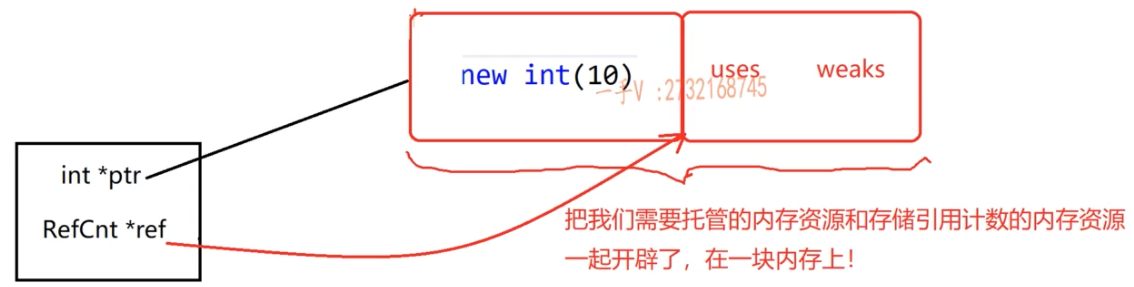 new int(10)
uses weaks
一手V :2732168745
int *ptr
RefCnt *ref
把我们需要托管的内存资源和存储引用计数的内存资源
一起开辟了，在一块内存上！